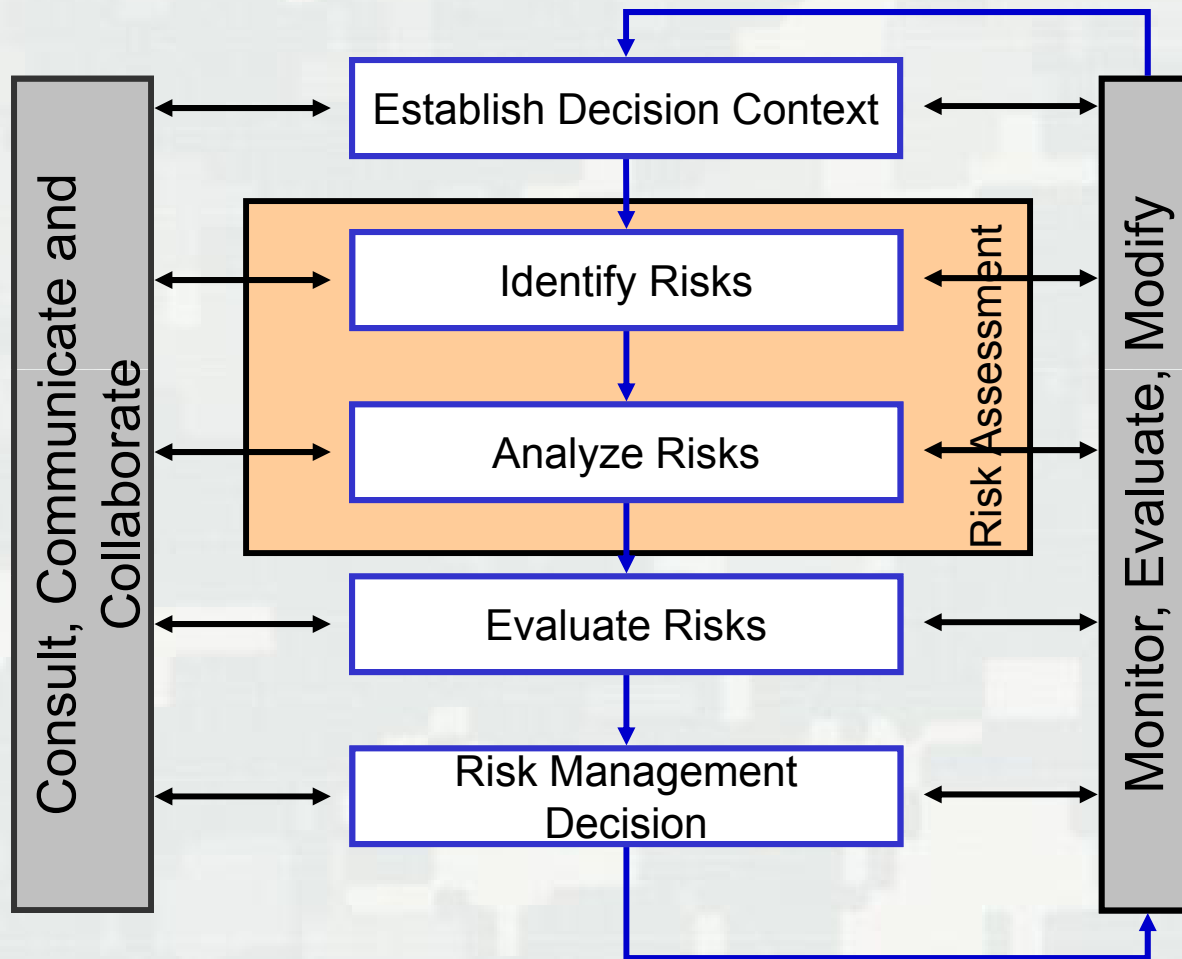 Establish Decision Context
Identify Risks
Analyze Risks
Risk Assessment
Evaluate Risks
Risk Management
Decision
Consult, Communicate and
Collaborate
Monitor, Evaluate, Modify